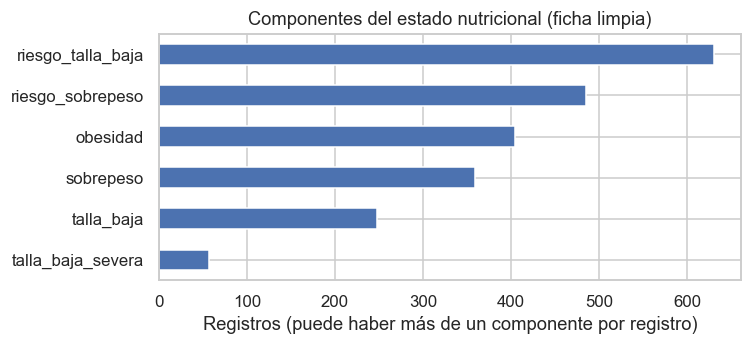 Componentes del estado nutricional (ficha limpia)
riesgo_talla_baja
riesgo_sobrepeso
obesidad
sobrepeso
talla_baja
talla_baja_severa
0 100 200 300 400 500 600
Registros (puede haber más de un componente por registro)